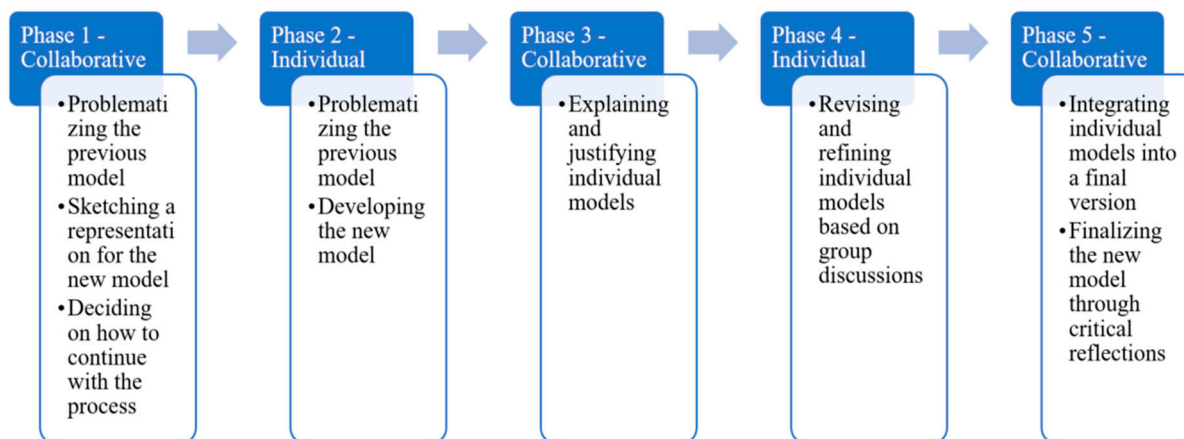 Phase 1 -
Collaborative
•Problemati
zing the
previous
model
•Sketching a
representati
on for the
new model
•Deciding
on how to
continue
with the
process
Phase 2 -
Individual
•Problemati
zing the
previous
model
•Developing
the new
model
Phase 3 -
Collaborative
•Explaining
and
justifying
individual
models
Phase 4 -
Individual
•Revising
and
refining
individual
models
based on
group
discussions
Phase 5 -
Collaborative
•Integrating
individual
models into
a final
version
•Finalizing
the new
model
through
critical
reflections